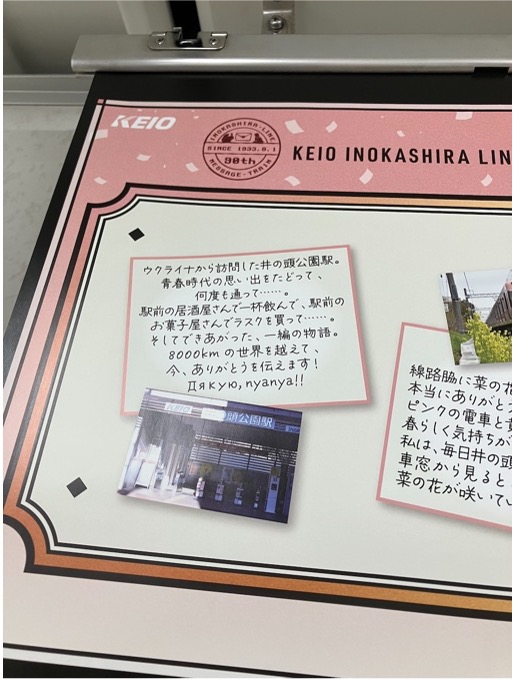 KEIO
INOKASHIRA-LINE
SINCE 1933.8.1
90th
MESSAGE-TRAIN
KEIO INOKASHIRA LIN
ウクライナから訪問した井の頭公園駅。
青春時代の思い出をたどって、
何度も通って……。
駅前の居酒屋さんで一杯飲んで、駅前の
お菓子屋さんでラスクを買って……。
そしてできあがった、一編の物語。
8000kmの世界を越えて、
今、ありがとうを伝えます!
Дякую, nyanya!!
KEIO
頭公園駅
線路脇に菜の花
本当にありがと
ピンクの電車と黄
春らしく気持ちが
私は、毎日井の頭
車窓から見ると
菜の花が咲いてい